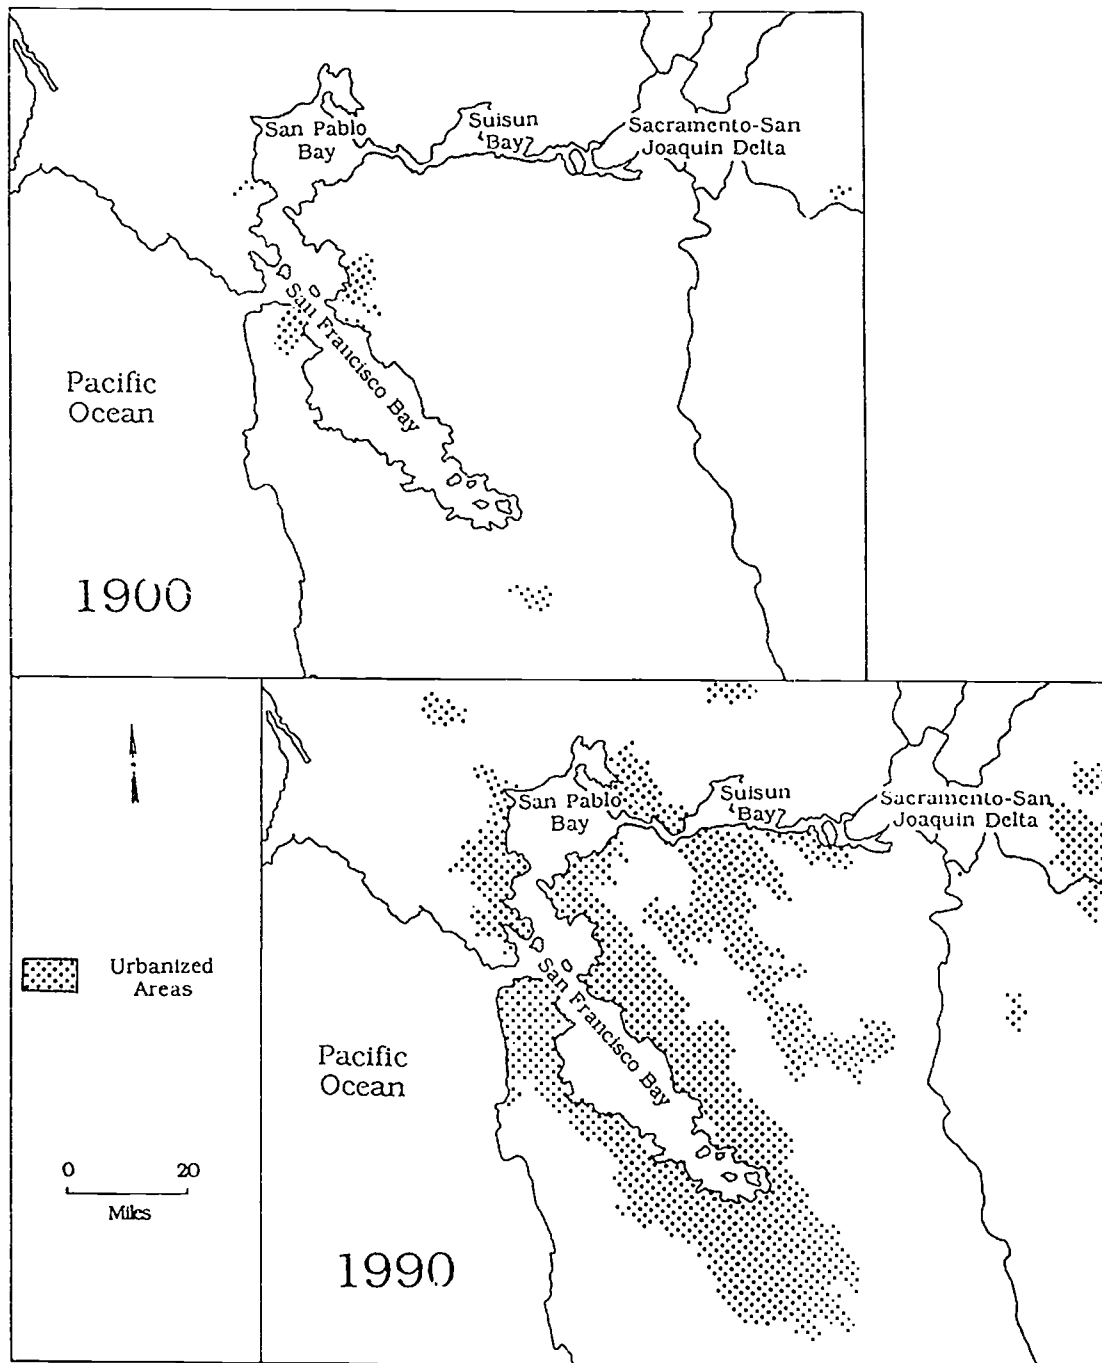 San Pablo
Bay
Suisun
Bay
Sacramento-San
Joaquin Delta
San Francisco Bay
Pacific
Ocean
1900
San Pablo
Bay
Suisun
Bay
Sacramento-San
Joaquin Delta
San Francisco Bay
Urbanized
Areas
Pacific
Ocean
0 20
Miles
1990